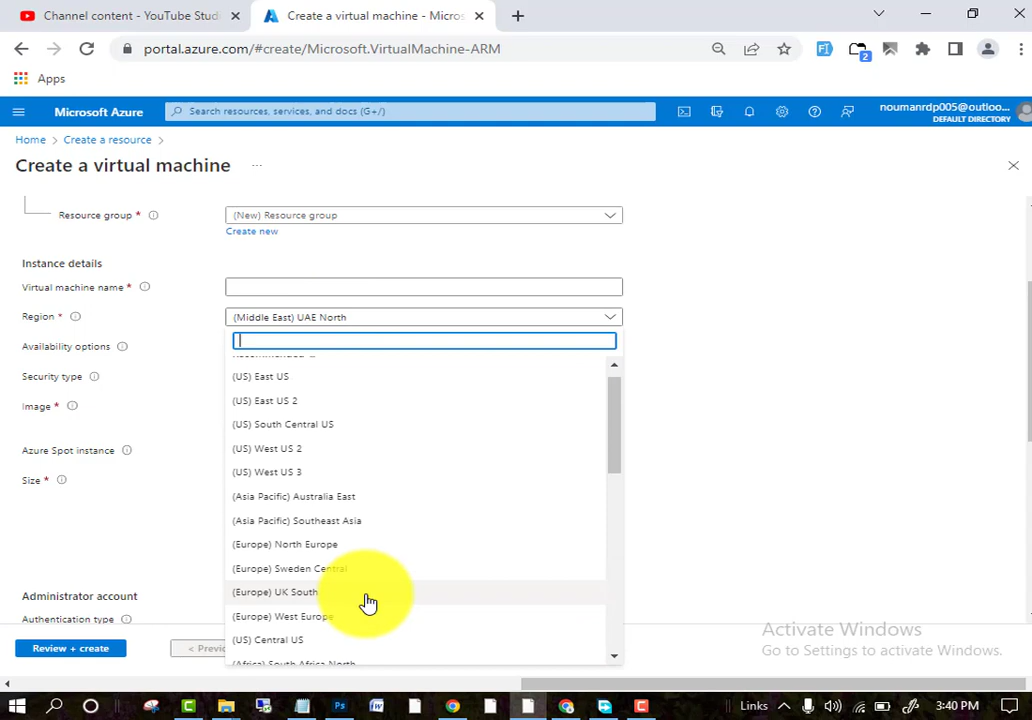 Channel content - YouTube Studi
Create a virtual machine - Micros
portal.azure.com/#create/Microsoft.VirtualMachine-ARM
2
Apps
Microsoft Azure
Search resources, services, and docs (G+/)
noumanrdp005@outloo...
DEFAULT DIRECTORY
Home > Create a resource >
Create a virtual machine ...
Resource group *
(New) Resource group
Create new
Instance details
Virtual machine name *
Region *
(Middle East) UAE North
Availability options
Security type
(US) East US
(US) East US 2
Image *
(US) South Central US
Azure Spot instance
(US) West US 2
Size *
(US) West US 3
(Asia Pacific) Australia East
(Asia Pacific) Southeast Asia
(Europe) North Europe
(Europe) Sweden Central
(Europe) UK South
Administrator account
(Europe) West Europe
Authentication type
(US) Central US
(Africa) South Africa North
Review + create
< Previ
Activate Windows
Go to Settings to activate Windows.
Links
3:40 PM